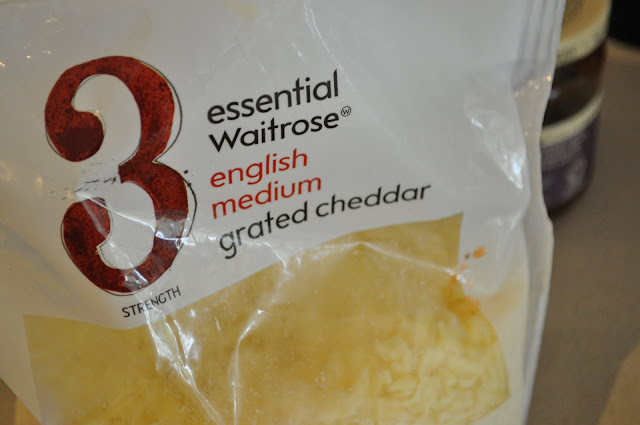 3
STRENGTH
essential
Waitrose
english
medium
grated cheddar